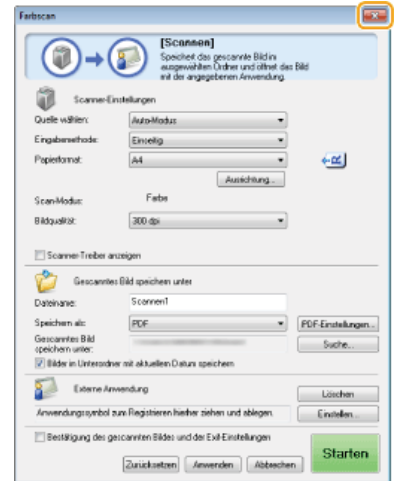 Farbscan
[Scannen]
Speichert das gescannte Bild im
ausgewählten Ordner und öffnet das Bild
mit der angegebenen Anwendung.
Scanner-Einstellungen
Quelle wählen: Auto-Modus
Eingabemethode: Einseitig
Papierformat: A4
Ausrichtung...
Scan-Modus: Farbe
Bildqualität: 300 dpi
Scanner-Treiber anzeigen
Gescanntes Bild speichern unter
Dateiname: Scannen1
Speichern als: PDF PDF-Einstellungen...
Gescanntes Bild
speichern unter: Suche...
Bilder in Unterordner mit aktuellem Datum speichern
Externe Anwendung
Löschen
Anwendungssymbol zum Registrieren hierher ziehen und ablegen. Einstellen...
Bestätigung des gescannten Bildes und der Exif-Einstellungen
Starten
Zurücksetzen Anwenden Abbrechen